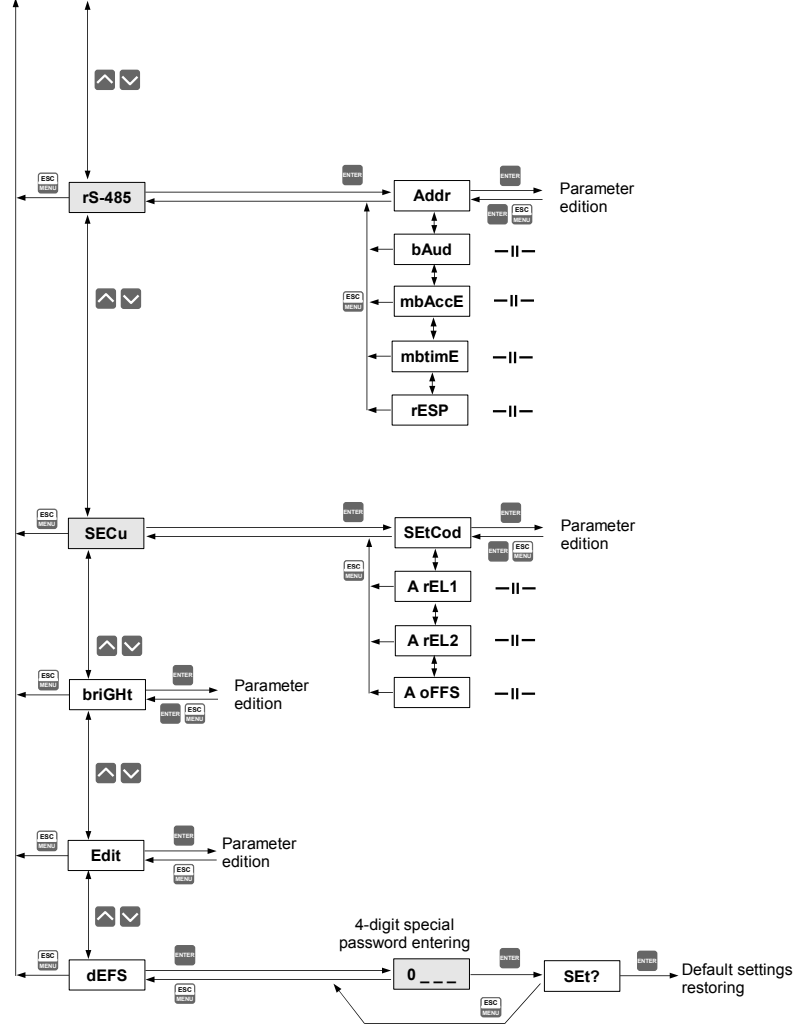 ESC
MENU
ENTER
ENTER
rS-485
Addr
Parameter
edition
ENTER
ESC
MENU
bAud
—II—
ESC
MENU
mbAccE
—II—
mbtimE
—II—
rESP
—II—
ESC
MENU
ENTER
ENTER
SECu
SEtCod
Parameter
edition
ENTER
ESC
MENU
ESC
MENU
A rEL1
—II—
A rEL2
—II—
ESC
MENU
ENTER
briGHt
Parameter
edition
A oFFS
—II—
ENTER
ESC
MENU
ESC
MENU
ENTER
Edit
Parameter
edition
ESC
MENU
4-digit special
password entering
ESC
MENU
ENTER
ENTER
ENTER
dEFS
0 _ _ _
SEt?
Default settings
restoring
ESC
MENU
ESC
MENU